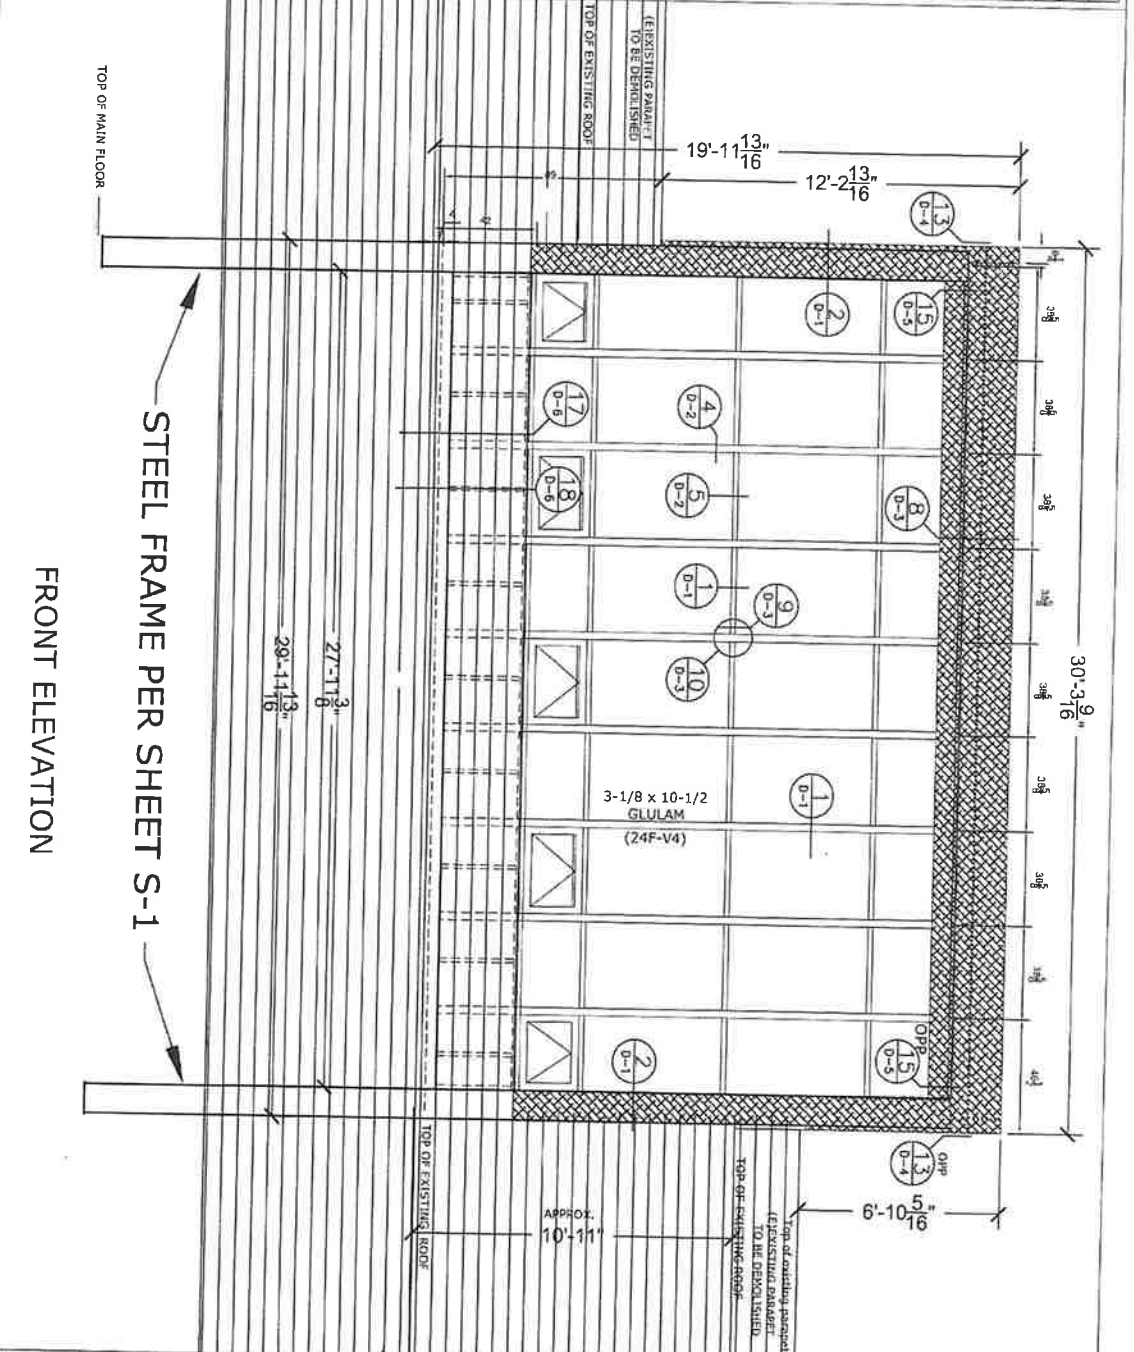 (E)EXISTING PARAPET
TO BE DEMOLISHED
TOP OF EXISTING ROOF
TOP OF MAIN FLOOR
19'-11 13/16"
12'-2 13/16"
30'-3 9/16"
13
D-4
15
D-5
2
D-1
4
D-2
17
D-6
5
D-2
18
D-6
8
D-3
1
D-1
9
D-3
10
D-3
1
D-1
3-1/8 x 10-1/2
GLULAM
(24F-V4)
2
D-1
OPP
15
D-5
13
D-4
OPP
6'-10 5/16"
Top of existing parapet
(E)EXISTING PARAPET
TO BE DEMOLISHED
TOP OF EXISTING ROOF
APPROX.
10'-11"
TOP OF EXISTING ROOF
27'-11 3/8"
29'-11 13/16"
STEEL FRAME PER SHEET S-1
FRONT ELEVATION